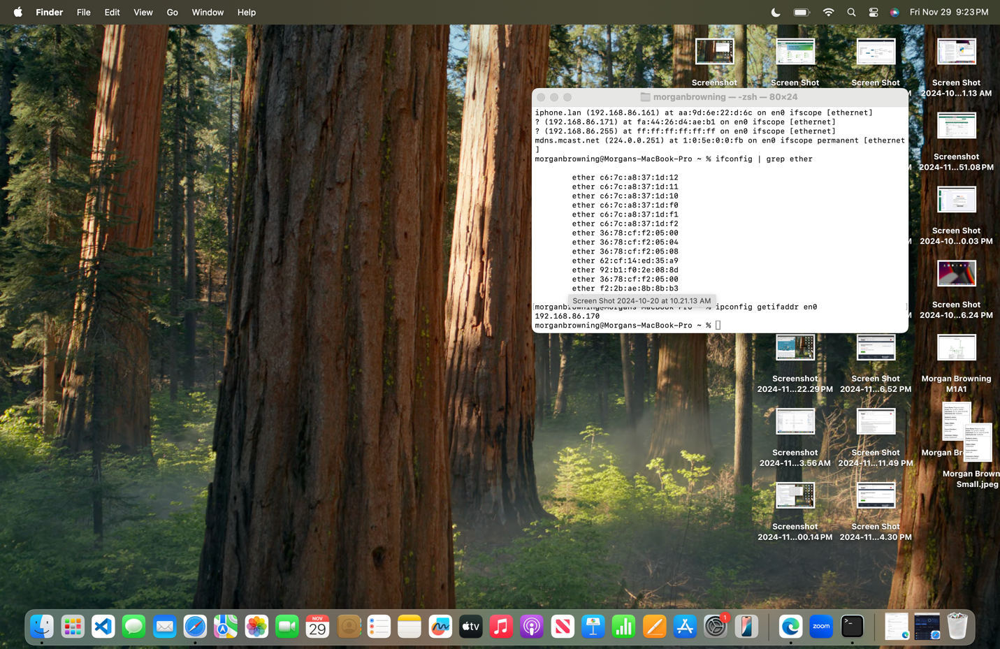 Finder File Edit View Go Window Help
Fri Nov 29 9:23 PM
Screenshot
Screen Shot
Screen Shot
Screen Shot
2024-10...1.13 AM
morganbrowning — -zsh — 80×24
iphone.lan (192.168.86.161) at aa:9d:6e:22:d:6c on en0 ifscope [ethernet]
? (192.168.86.171) at fa:44:26:d4:ae:b1 on en0 ifscope [ethernet]
? (192.168.86.255) at ff:ff:ff:ff:ff:ff on en0 ifscope [ethernet]
mdns.mcast.net (224.0.0.251) at 1:0:5e:0:0:fb on en0 ifscope permanent [ethernet
]
morganbrowning@Morgans-MacBook-Pro ~ % ifconfig | grep ether
ether c6:7c:a8:37:1d:12
ether c6:7c:a8:37:1d:11
ether c6:7c:a8:37:1d:10
ether c6:7c:a8:37:1d:f0
ether c6:7c:a8:37:1d:f1
ether c6:7c:a8:37:1d:f2
ether 36:78:cf:f2:05:00
ether 36:78:cf:f2:05:04
ether 36:78:cf:f2:05:08
ether 62:cf:14:ed:35:a9
ether 92:b1:f0:2e:08:8d
ether 36:78:cf:f2:05:00
ether f2:2b:ae:8b:8b:b3
Screen Shot 2024-10-20 at 10.21.13 AM
[morganbrowning@Morgans-MacBook-Pro ~ % ipconfig getifaddr en0 ]
192.168.86.170
morganbrowning@Morgans-MacBook-Pro ~ %
Screenshot
2024-11...51.08 PM
Screen Shot
2024-10...0.03 PM
Screen Shot
2024-10...6.24 PM
Screenshot
2024-11...22.29 PM
Screen Shot
2024-11...6.52 PM
Morgan Browning
M1A1
Screenshot
2024-11...3.56 AM
Screen Shot
2024-11...11.49 PM
Morgan Br
Morgan Brown
Small.jpeg
Screenshot
2024-11...00.14 PM
Screen Shot
2024-11...4.30 PM
NOV
29
tv
1
zoom
>_